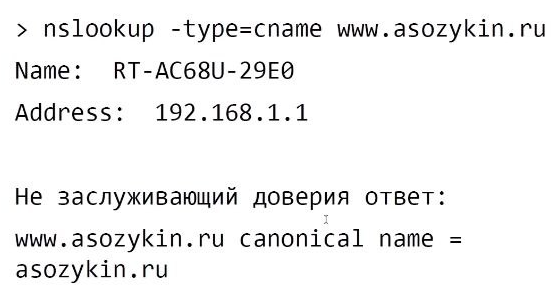 > nslookup -type=cname www.asozykin.ru
Name:  RT-AC68U-29E0
Address:  192.168.1.1
Не заслуживающий доверия ответ:
www.asozykin.ru canonical name =
asozykin.ru